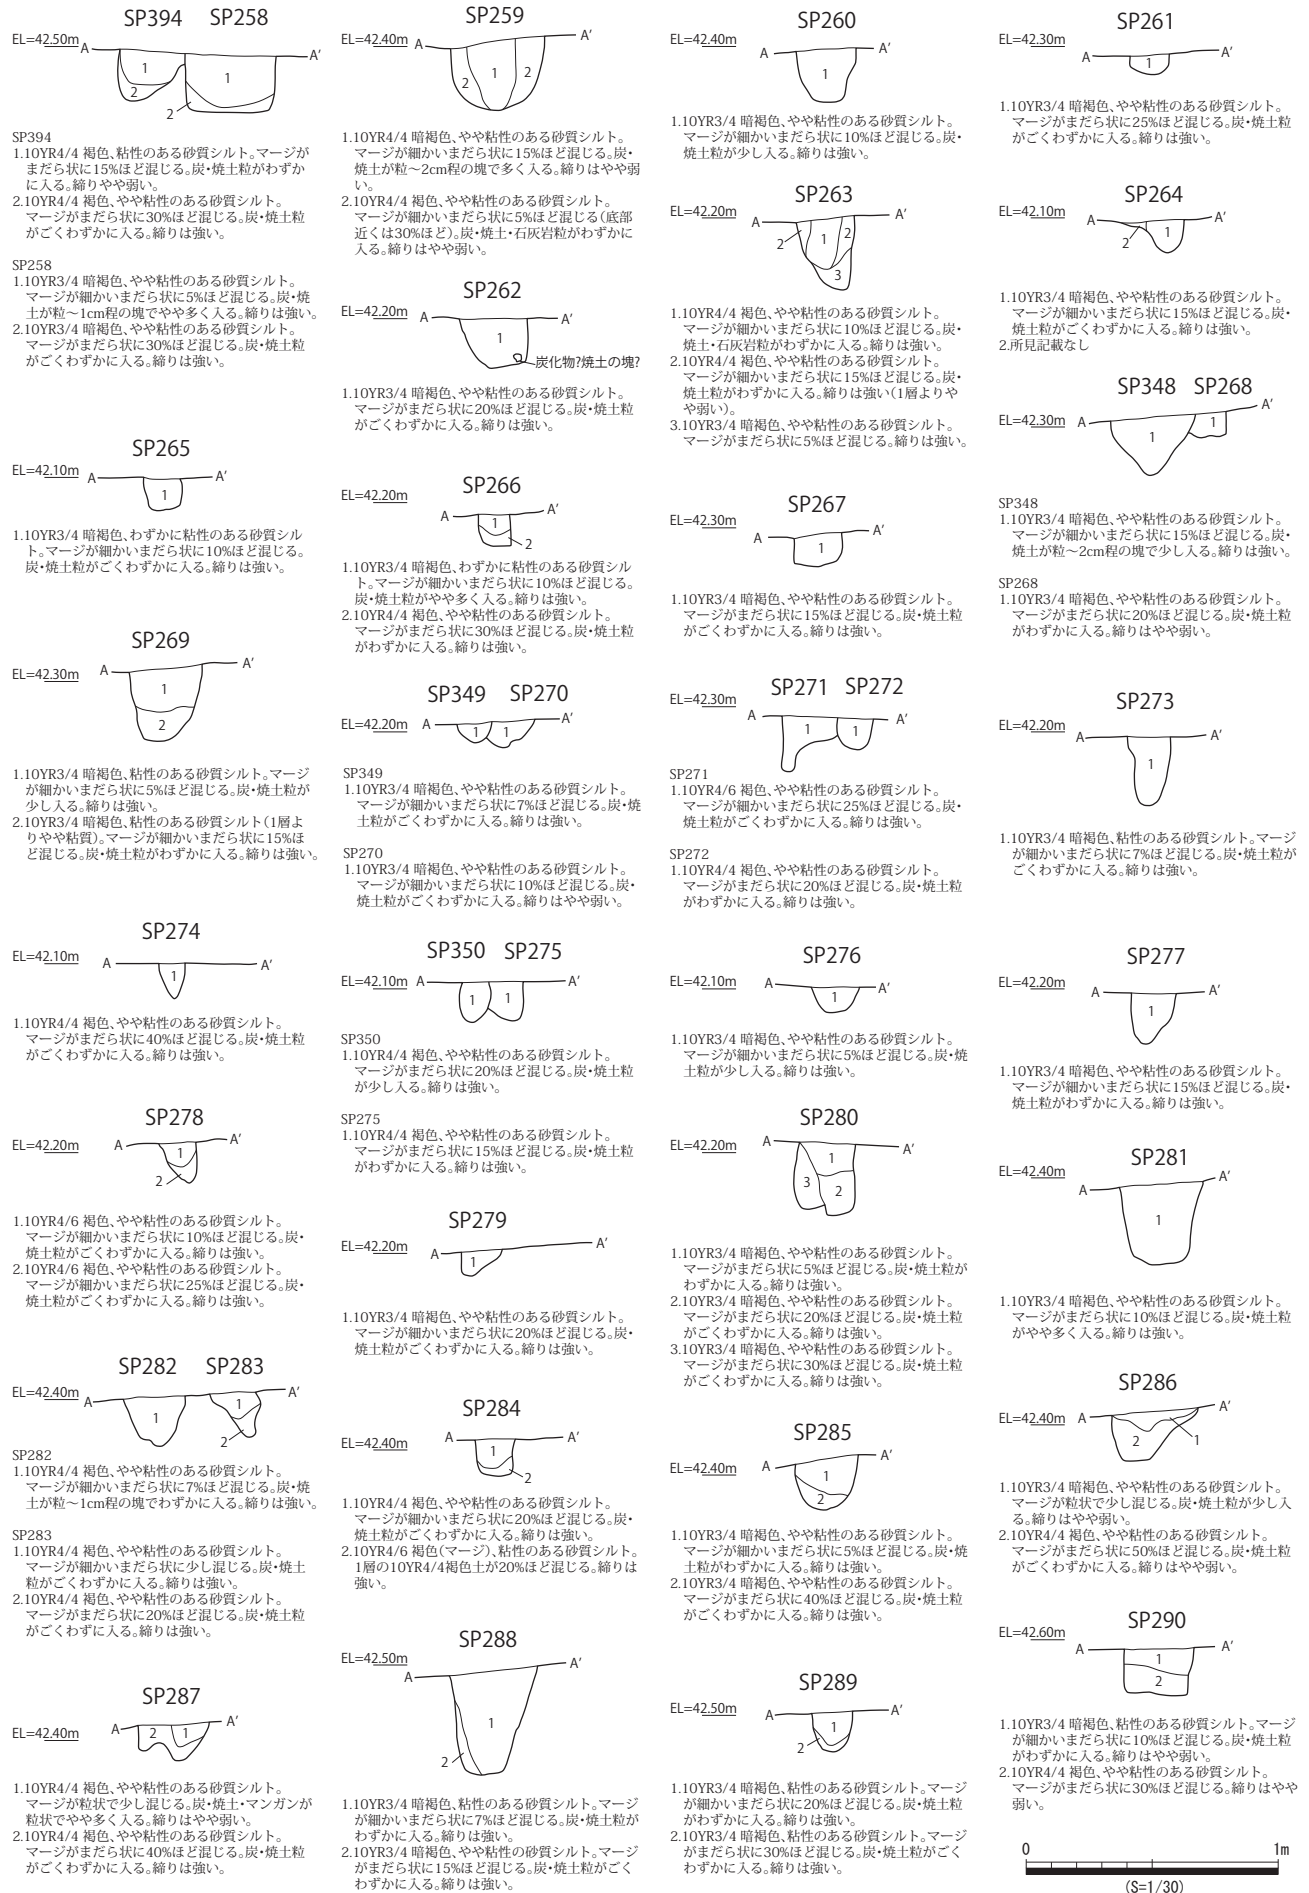 SP394 SP258
EL=42.50m A 1 2 1 2 A'
SP394
1.10YR4/4 褐色、粘性のある砂質シルト。マージが
まだら状に15%ほど混じる。炭・焼土粒がわずか
に入る。締りやや弱い。
2.10YR4/4 褐色、やや粘性のある砂質シルト。
マージがまだら状に30%ほど混じる。炭・焼土粒
がごくわずかに入る。締りは強い。
SP258
1.10YR3/4 暗褐色、やや粘性のある砂質シルト。
マージが細かいまだら状に5%ほど混じる。炭・焼
土が粒～1cm程の塊でやや多く入る。締りは強い。
2.10YR3/4 暗褐色、やや粘性のある砂質シルト。
マージがまだら状に30%ほど混じる。炭・焼土粒
がごくわずかに入る。締りは強い。
SP259
EL=42.40m A 2 1 2 A'
1.10YR4/4 暗褐色、やや粘性のある砂質シルト。
マージが細かいまだら状に15%ほど混じる。炭・
焼土が粒～2cm程の塊で多く入る。締りはやや弱
い。
2.10YR4/4 褐色、やや粘性のある砂質シルト。
マージが細かいまだら状に5%ほど混じる(底部
近くは30%ほど)。炭・焼土・石灰岩粒がわずかに
入る。締りはやや弱い。
SP260
EL=42.40m A 1 A'
1.10YR3/4 暗褐色、やや粘性のある砂質シルト。
マージが細かいまだら状に10%ほど混じる。炭・
焼土粒が少し入る。締りは強い。
SP261
EL=42.30m A 1 A'
1.10YR3/4 暗褐色、やや粘性のある砂質シルト。
マージがまだら状に25%ほど混じる。炭・焼土粒
がごくわずかに入る。締りは強い。
SP262
EL=42.20m A 1 A'
炭化物?焼土の塊?
1.10YR3/4 暗褐色、やや粘性のある砂質シルト。
マージがまだら状に20%ほど混じる。炭・焼土粒
がごくわずかに入る。締りは強い。
SP263
EL=42.20m A 2 1 2 3 A'
1.10YR4/4 褐色、やや粘性のある砂質シルト。
マージが細かいまだら状に10%ほど混じる。炭・
焼土・石灰岩粒がわずかに入る。締りは強い。
2.10YR4/4 褐色、やや粘性のある砂質シルト。
マージが細かいまだら状に15%ほど混じる。炭・
焼土粒がわずかに入る。締りは強い(1層よりや
や弱い)。
3.10YR3/4 暗褐色、やや粘性のある砂質シルト。
マージがまだら状に5%ほど混じる。締りは強い。
SP264
EL=42.10m A 2 1 A'
1.10YR3/4 暗褐色、やや粘性のある砂質シルト。
マージが細かいまだら状に15%ほど混じる。炭・
焼土粒がごくわずかに入る。締りは強い。
2.所見記載なし
SP265
EL=42.10m A 1 A'
1.10YR3/4 暗褐色、わずかに粘性のある砂質シル
ト。マージが細かいまだら状に10%ほど混じる。
炭・焼土粒がごくわずかに入る。締りは強い。
SP266
EL=42.20m A 1 2 A'
1.10YR3/4 暗褐色、わずかに粘性のある砂質シル
ト。マージが細かいまだら状に10%ほど混じる。
炭・焼土粒がやや多く入る。締りは強い。
2.10YR4/4 褐色、やや粘性のある砂質シルト。
マージがまだら状に30%ほど混じる。炭・焼土粒
がわずかに入る。締りは強い。
SP267
EL=42.30m A 1 A'
1.10YR3/4 暗褐色、やや粘性のある砂質シルト。
マージがまだら状に15%ほど混じる。炭・焼土粒
がごくわずかに入る。締りは強い。
SP348 SP268
EL=42.30m A 1 1 A'
SP348
1.10YR3/4 暗褐色、やや粘性のある砂質シルト。
マージが細かいまだら状に15%ほど混じる。炭・
焼土が粒～2cm程の塊で少し入る。締りは強い。
SP268
1.10YR3/4 暗褐色、やや粘性のある砂質シルト。
マージがまだら状に20%ほど混じる。炭・焼土粒
がわずかに入る。締りはやや弱い。
SP269
EL=42.30m A 1 2 A'
1.10YR3/4 暗褐色、粘性のある砂質シルト。マージ
が細かいまだら状に5%ほど混じる。炭・焼土粒が
少し入る。締りは強い。
2.10YR3/4 暗褐色、粘性のある砂質シルト(1層よ
りやや粘質)。マージが細かいまだら状に15%ほ
ど混じる。炭・焼土粒がわずかに入る。締りは強い。
SP349 SP270
EL=42.20m A 1 1 A'
SP349
1.10YR3/4 暗褐色、やや粘性のある砂質シルト。
マージが細かいまだら状に7%ほど混じる。炭・焼
土粒がごくわずかに入る。締りは強い。
SP270
1.10YR3/4 暗褐色、やや粘性のある砂質シルト。
マージが細かいまだら状に10%ほど混じる。炭・
焼土粒がごくわずかに入る。締りはやや弱い。
SP271 SP272
EL=42.30m A 1 1 A'
SP271
1.10YR4/6 褐色、やや粘性のある砂質シルト。
マージが細かいまだら状に25%ほど混じる。炭・
焼土粒がごくわずかに入る。締りは強い。
SP272
1.10YR4/4 褐色、やや粘性のある砂質シルト。
マージがまだら状に20%ほど混じる。炭・焼土粒
がわずかに入る。締りは強い。
SP273
EL=42.20m A 1 A'
1.10YR4/4 褐色、粘性のある砂質シルト。マージ
が細かいまだら状に7%ほど混じる。炭・焼土粒が
ごくわずかに入る。締りは強い。
SP274
EL=42.10m A 1 A'
1.10YR4/4 褐色、やや粘性のある砂質シルト。
マージがまだら状に40%ほど混じる。炭・焼土粒
がごくわずかに入る。締りは強い。
SP350 SP275
EL=42.10m A 1 1 A'
SP350
1.10YR4/4 褐色、やや粘性のある砂質シルト。
マージがまだら状に20%ほど混じる。炭・焼土粒
が少し入る。締りは強い。
SP275
1.10YR4/4 褐色、やや粘性のある砂質シルト。
マージがまだら状に15%ほど混じる。炭・焼土粒
がわずかに入る。締りは強い。
SP276
EL=42.10m A 1 A'
1.10YR3/4 暗褐色、やや粘性のある砂質シルト。
マージが細かいまだら状に5%ほど混じる。炭・焼
土粒が少し入る。締りは強い。
SP277
EL=42.20m A 1 A'
1.10YR3/4 暗褐色、やや粘性のある砂質シルト。
マージが細かいまだら状に15%ほど混じる。炭・
焼土粒がわずかに入る。締りは強い。
SP278
EL=42.20m A 1 2 A'
1.10YR4/6 褐色、やや粘性のある砂質シルト。
マージが細かいまだら状に10%ほど混じる。炭・
焼土粒がごくわずかに入る。締りは強い。
2.10YR4/6 褐色、やや粘性のある砂質シルト。
マージが細かいまだら状に25%ほど混じる。炭・
焼土粒がごくわずかに入る。締りは強い。
SP279
EL=42.20m A 1 A'
1.10YR3/4 暗褐色、やや粘性のある砂質シルト。
マージが細かいまだら状に20%ほど混じる。炭・
焼土粒がごくわずかに入る。締りは強い。
SP280
EL=42.20m A 1 2 3 A'
1.10YR3/4 暗褐色、やや粘性のある砂質シルト。
マージがまだら状に5%ほど混じる。炭・焼土粒が
わずかに入る。締りは強い。
2.10YR3/4 暗褐色、やや粘性のある砂質シルト。
マージがまだら状に20%ほど混じる。炭・焼土粒
がごくわずかに入る。締りは強い。
3.10YR3/4 暗褐色、やや粘性のある砂質シルト。
マージがまだら状に30%ほど混じる。炭・焼土粒
がごくわずかに入る。締りは強い。
SP281
EL=42.40m A 1 A'
1.10YR3/4 暗褐色、やや粘性のある砂質シルト。
マージがまだら状に10%ほど混じる。炭・焼土粒
がやや多く入る。締りは強い。
SP282 SP283
EL=42.40m A 1 1 2 A'
SP282
1.10YR4/4 褐色、やや粘性のある砂質シルト。
マージが細かいまだら状に7%ほど混じる。炭・焼
土が粒～1cm程の塊でわずかに入る。締りは強い。
SP283
1.10YR4/4 褐色、やや粘性のある砂質シルト。
マージが細かいまだら状に少し混じる。炭・焼土
粒がごくわずかに入る。締りは強い。
2.10YR4/4 褐色、やや粘性のある砂質シルト。
マージがまだら状に20%ほど混じる。炭・焼土粒
がごくわずに入る。締りは強い。
SP284
EL=42.40m A 1 2 A'
1.10YR4/4 褐色、やや粘性のある砂質シルト。
マージが細かいまだら状に20%ほど混じる。炭・
焼土粒がごくわずかに入る。締りは強い。
2.10YR4/6 褐色(マージ)、粘性のある砂質シルト。
1層の10YR4/4褐色土が20%ほど混じる。締りは
強い。
SP285
EL=42.40m A 1 2 A'
1.10YR3/4 暗褐色、やや粘性のある砂質シルト。
マージが細かいまだら状に5%ほど混じる。炭・焼
土粒がわずかに入る。締りは強い。
2.10YR3/4 暗褐色、やや粘性のある砂質シルト。
マージがまだら状に40%ほど混じる。炭・焼土粒
がごくわずかに入る。締りは強い。
SP286
EL=42.40m A 2 1 A'
1.10YR3/4 暗褐色、やや粘性のある砂質シルト。
マージが粒状で少し混じる。炭・焼土粒が少し入
る。締りはやや弱い。
2.10YR4/4 褐色、やや粘性のある砂質シルト。
マージがまだら状に50%ほど混じる。炭・焼土粒
がごくわずかに入る。締りはやや弱い。
SP287
EL=42.40m A 2 1 A'
1.10YR4/4 褐色、やや粘性のある砂質シルト。
マージが粒状で少し混じる。炭・焼土・マンガンが
粒状でやや多く入る。締りはやや弱い。
2.10YR4/4 褐色、やや粘性のある砂質シルト。
マージがまだら状に40%ほど混じる。炭・焼土粒
がごくわずかに入る。締りは強い。
SP288
EL=42.50m A 1 2 A'
1.10YR3/4 暗褐色、粘性のある砂質シルト。マージ
が細かいまだら状に7%ほど混じる。炭・焼土粒が
わずかに入る。締りは強い。
2.10YR3/4 暗褐色、やや粘性の砂質シルト。マージ
がまだら状に15%ほど混じる。炭・焼土粒がごく
わずかに入る。締りは強い。
SP289
EL=42.50m A 1 2 A'
1.10YR3/4 暗褐色、粘性のある砂質シルト。マージ
が細かいまだら状に20%ほど混じる。炭・焼土粒
がわずかに入る。締りは強い。
2.10YR3/4 暗褐色、粘性のある砂質シルト。マージ
がまだら状に30%ほど混じる。炭・焼土粒がごく
わずかに入る。締りは強い。
SP290
EL=42.60m A 1 2 A'
1.10YR3/4 暗褐色、粘性のある砂質シルト。マージ
が細かいまだら状に10%ほど混じる。炭・焼土粒
がわずかに入る。締りはやや弱い。
2.10YR4/4 褐色、やや粘性のある砂質シルト。
マージがまだら状に30%ほど混じる。締りはやや
弱い。
0 1m
(S=1/30)